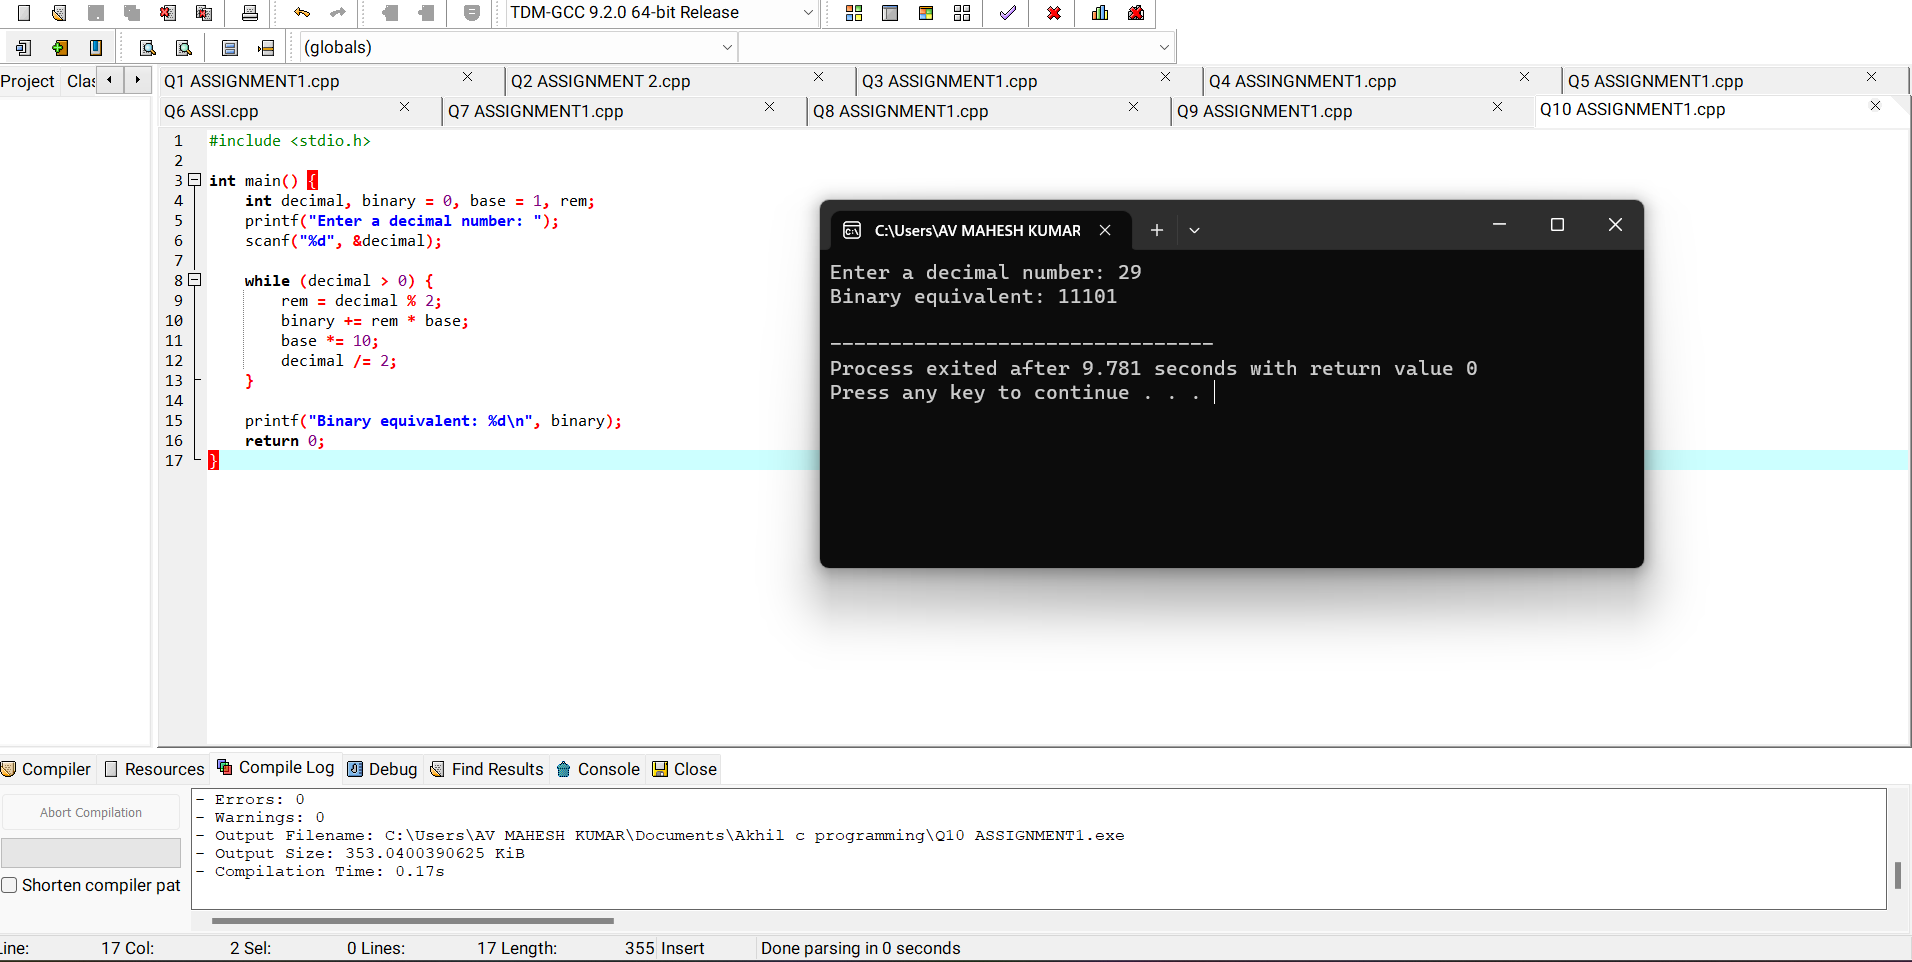 TDM-GCC 9.2.0 64-bit Release
(globals)
Project Clas
Q1 ASSIGNMENT1.cpp Q2 ASSIGNMENT 2.cpp Q3 ASSIGNMENT1.cpp Q4 ASSINGNMENT1.cpp Q5 ASSIGNMENT1.cpp
Q6 ASSI.cpp Q7 ASSIGNMENT1.cpp Q8 ASSIGNMENT1.cpp Q9 ASSIGNMENT1.cpp Q10 ASSIGNMENT1.cpp
1 #include <stdio.h>
2
3 int main() {
4 int decimal, binary = 0, base = 1, rem;
5 printf("Enter a decimal number: ");
6 scanf("%d", &decimal);
7
8 while (decimal > 0) {
9 rem = decimal % 2;
10 binary += rem * base;
11 base *= 10;
12 decimal /= 2;
13 }
14
15 printf("Binary equivalent: %d\n", binary);
16 return 0;
17 }
C:\Users\AV MAHESH KUMAR
Enter a decimal number: 29
Binary equivalent: 11101
--------------------------------
Process exited after 9.781 seconds with return value 0
Press any key to continue . . .
Compiler Resources Compile Log Debug Find Results Console Close
Abort Compilation
Shorten compiler pat
- Errors: 0
- Warnings: 0
- Output Filename: C:\Users\AV MAHESH KUMAR\Documents\Akhil c programming\Q10 ASSIGNMENT1.exe
- Output Size: 353.0400390625 KiB
- Compilation Time: 0.17s
Line: 17 Col: 2 Sel: 0 Lines: 17 Length: 355 Insert Done parsing in 0 seconds